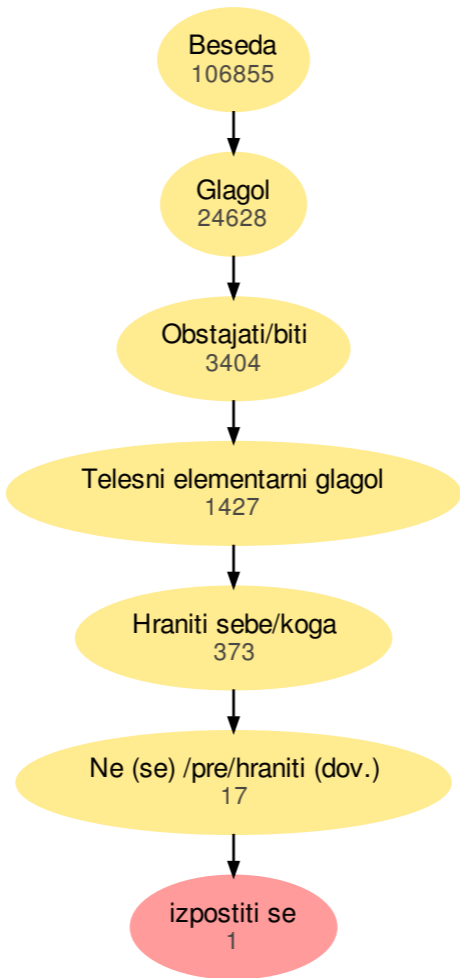 Beseda
106855
Glagol
24628
Obstajati/biti
3404
Telesni elementarni glagol
1427
Hraniti sebe/koga
373
Ne (se) /pre/hraniti (dov.)
17
izpostiti se
1